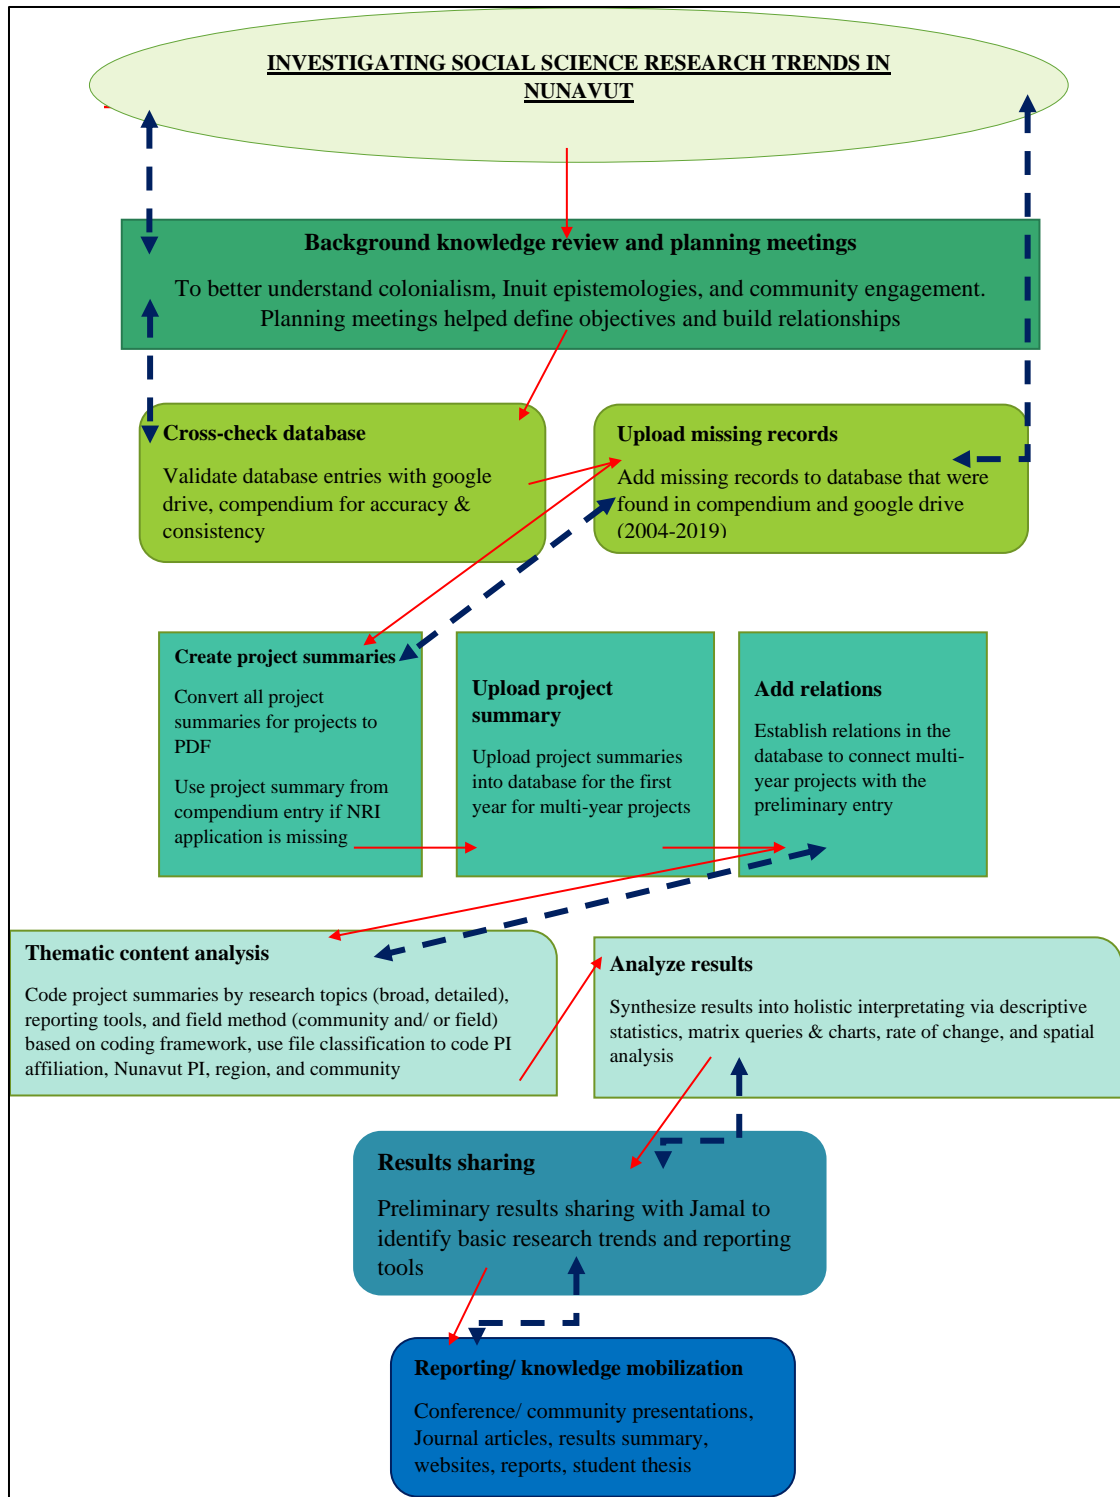 INVESTIGATING SOCIAL SCIENCE RESEARCH TRENDS IN
NUNAVUT
Background knowledge review and planning meetings
To better understand colonialism, Inuit epistemologies, and community engagement.
Planning meetings helped define objectives and build relationships
Cross-check database
Validate database entries with google
drive, compendium for accuracy &
consistency
Upload missing records
Add missing records to database that were
found in compendium and google drive
(2004-2019)
Create project summaries
Convert all project
summaries for projects to
PDF
Use project summary from
compendium entry if NRI
application is missing
Upload project
summary
Upload project summaries
into database for the first
year for multi-year projects
Add relations
Establish relations in the
database to connect multi-
year projects with the
preliminary entry
Thematic content analysis
Code project summaries by research topics (broad, detailed),
reporting tools, and field method (community and/ or field)
based on coding framework, use file classification to code PI
affiliation, Nunavut PI, region, and community
Analyze results
Synthesize results into holistic interpretating via descriptive
statistics, matrix queries & charts, rate of change, and spatial
analysis
Results sharing
Preliminary results sharing with Jamal to
identify basic research trends and reporting
tools
Reporting/ knowledge mobilization
Conference/ community presentations,
Journal articles, results summary,
websites, reports, student thesis